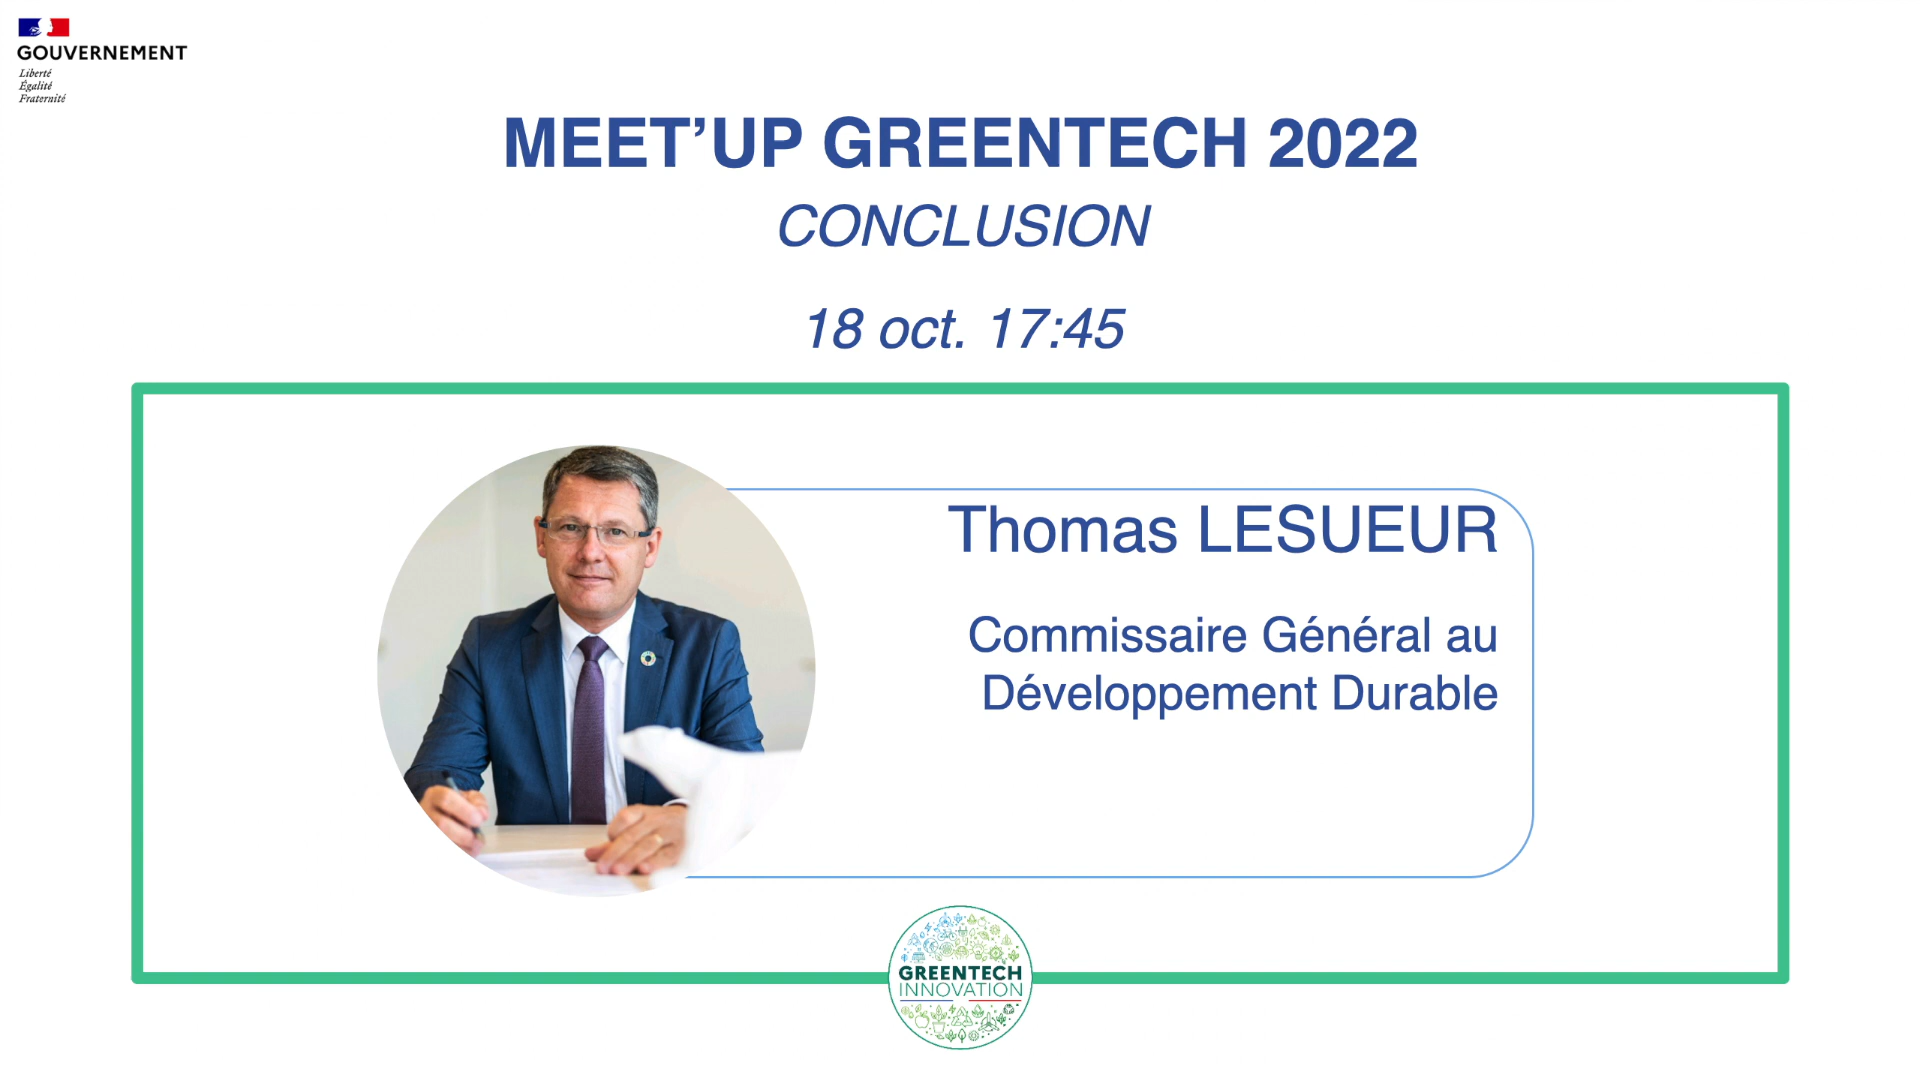 GOUVERNEMENT
Liberté
Égalité
Fraternité
MEET’UP GREENTECH 2022
CONCLUSION
18 oct. 17:45
Thomas LESUEUR
Commissaire Général au
Développement Durable
GREENTECH
INNOVATION